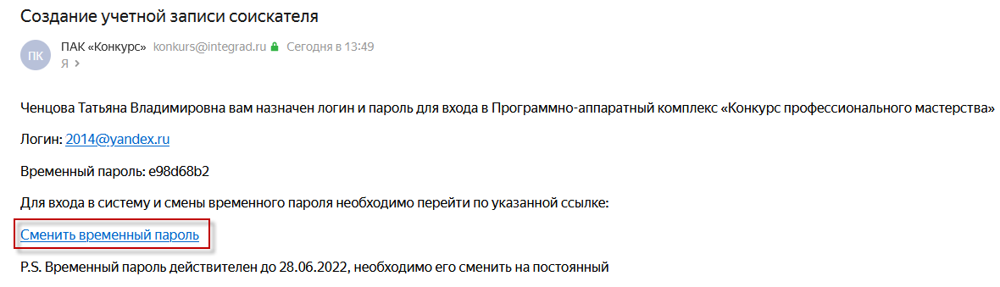 Создание учетной записи соискателя
ПАК «Конкурс» konkurs@integrad.ru Сегодня в 13:49
ПК
Я >
Ченцова Татьяна Владимировна вам назначен логин и пароль для входа в Программно-аппаратный комплекс «Конкурс профессионального мастерства»
Логин: 2014@yandex.ru
Временный пароль: e98d68b2
Для входа в систему и смены временного пароля необходимо перейти по указанной ссылке:
Сменить временный пароль
P.S. Временный пароль действителен до 28.06.2022, необходимо его сменить на постоянный